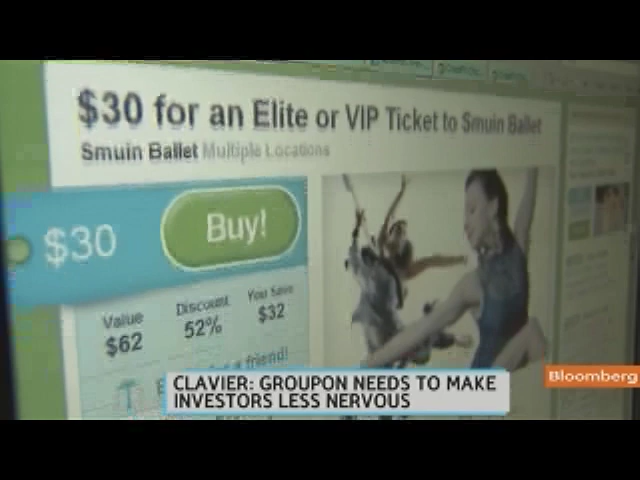 $30 for an Elite or VIP Ticket to Smuin Ballet
Smuin Ballet Multiple Locations
$30
Buy!
Value
Discount
You Save
$62
52%
$32
a friend!
CLAVIER: GROUPON NEEDS TO MAKE
INVESTORS LESS NERVOUS
Bloomberg